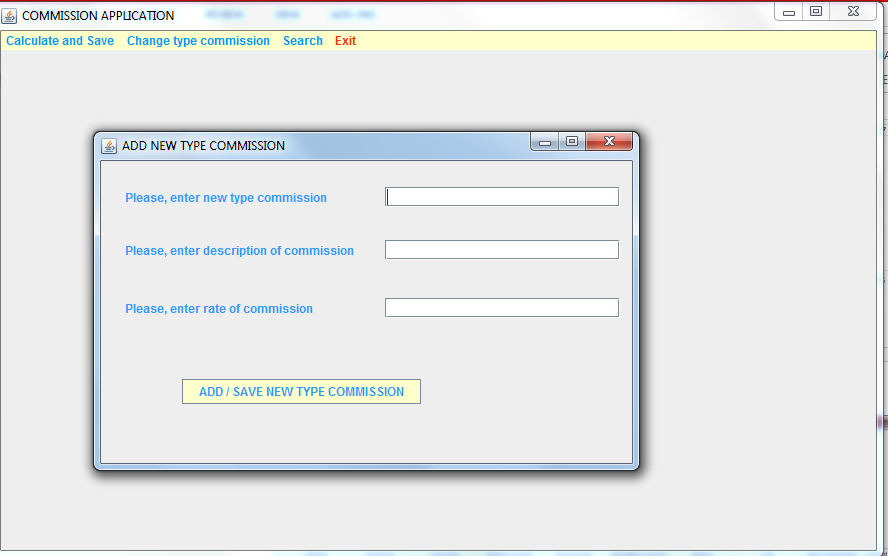 COMMISSION APPLICATION
Calculate and Save Change type commission Search Exit
ADD NEW TYPE COMMISSION
Please, enter new type commission
Please, enter description of commission
Please, enter rate of commission
ADD / SAVE NEW TYPE COMMISSION